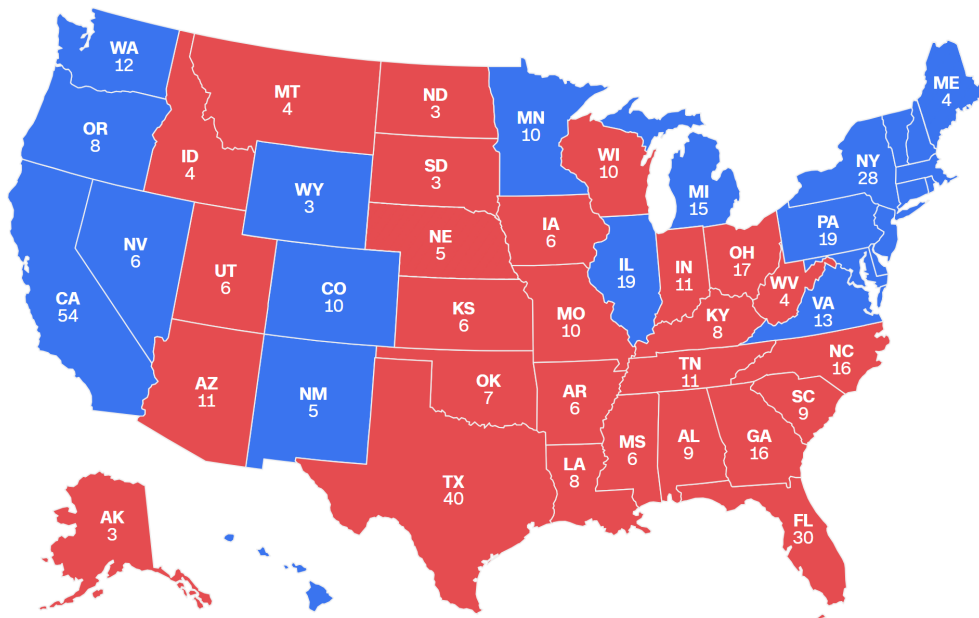 WA
12
OR
8
CA
54
NV
6
ID
4
MT
4
WY
3
UT
6
AZ
11
CO
10
NM
5
ND
3
SD
3
NE
5
KS
6
OK
7
TX
40
MN
10
IA
6
MO
10
AR
6
LA
8
WI
10
IL
19
MI
15
IN
11
OH
17
KY
8
TN
11
MS
6
AL
9
GA
16
FL
30
SC
9
NC
16
VA
13
WV
4
PA
19
NY
28
ME
4
AK
3